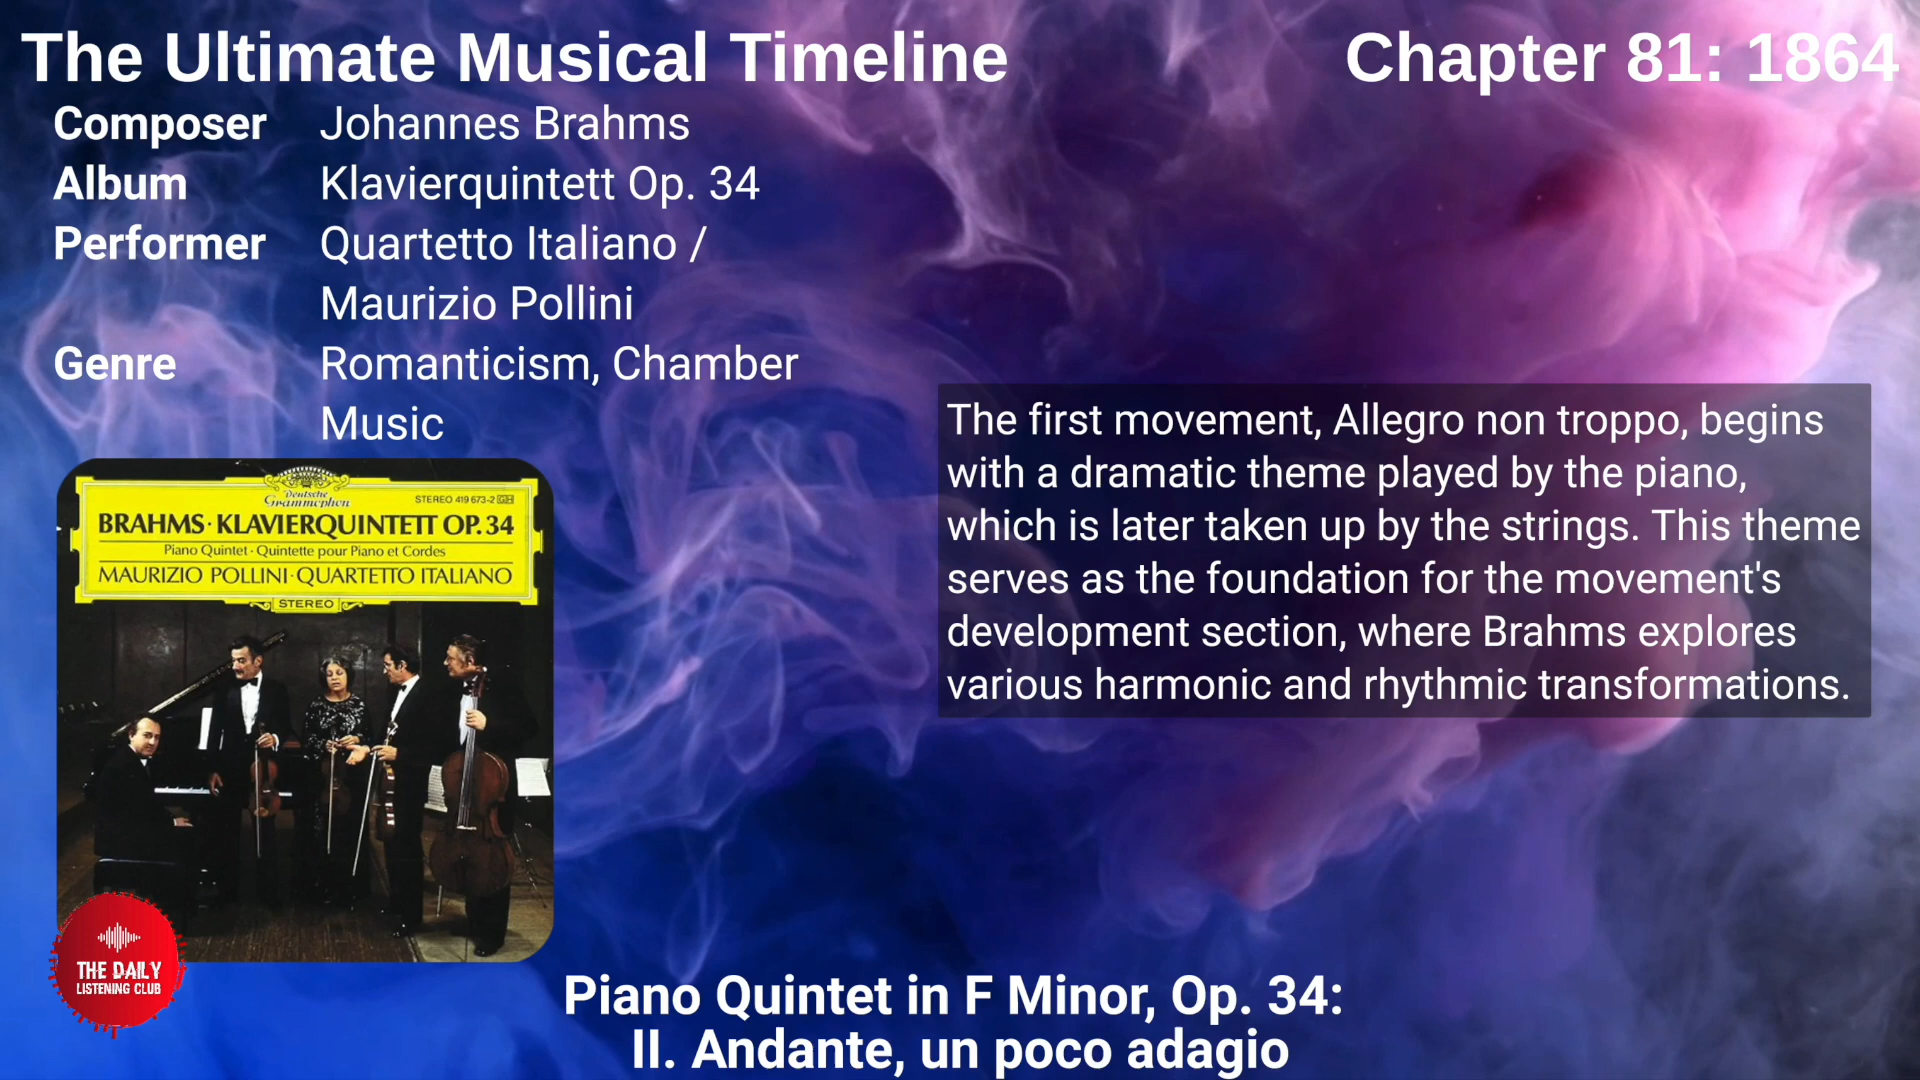 The Ultimate Musical Timeline
Chapter 81: 1864
Composer Johannes Brahms
Album Klavierquintett Op. 34
Performer Quartetto Italiano /
Maurizio Pollini
Genre Romanticism, Chamber
Music
Deutsche
Grammophon
STEREO 419 673-2 GH
BRAHMS · KLAVIERQUINTETT OP. 34
Piano Quintet · Quintette pour Piano et Cordes
MAURIZIO POLLINI · QUARTETTO ITALIANO
STEREO
The first movement, Allegro non troppo, begins
with a dramatic theme played by the piano,
which is later taken up by the strings. This theme
serves as the foundation for the movement's
development section, where Brahms explores
various harmonic and rhythmic transformations.
THE DAILY
LISTENING CLUB
Piano Quintet in F Minor, Op. 34:
II. Andante, un poco adagio